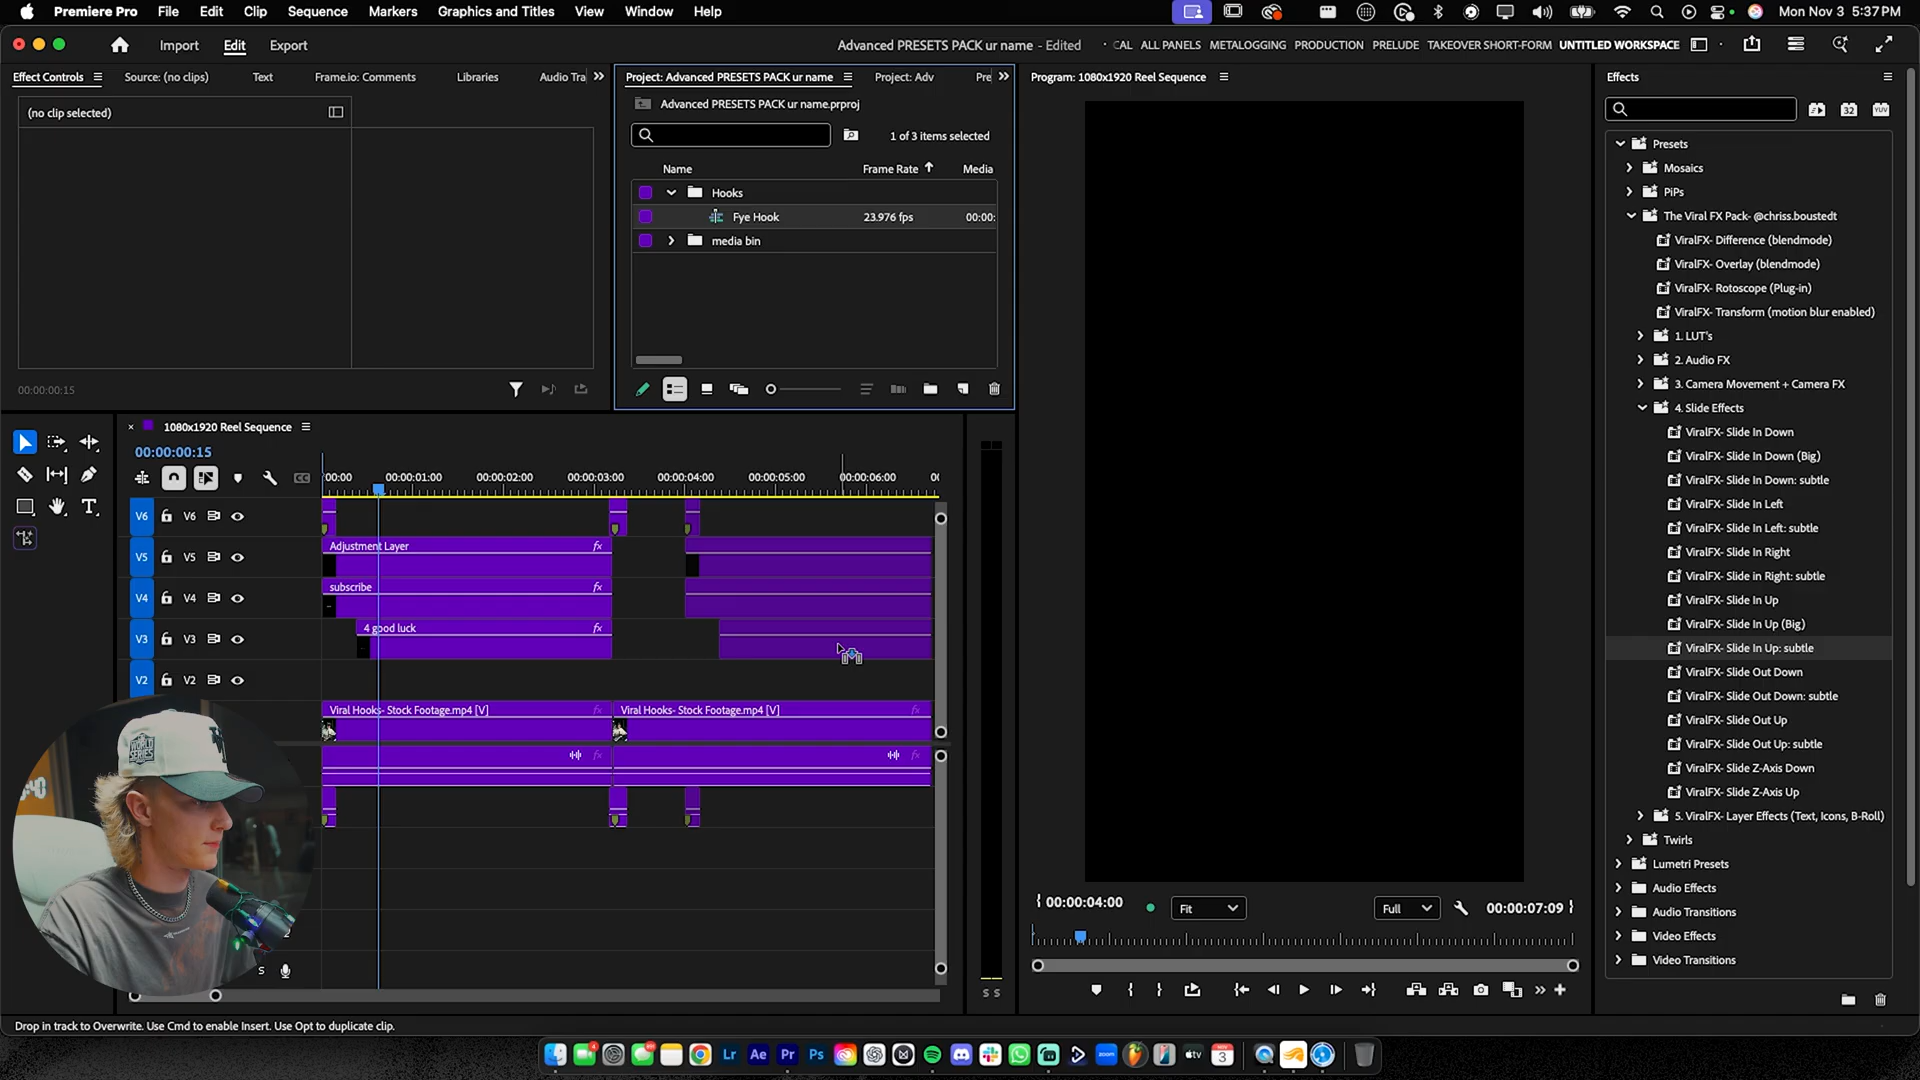 Premiere Pro File Edit Clip Sequence Markers Graphics and Titles View Window Help Mon Nov 3 5:37 PM
Import Edit Export Advanced PRESETS PACK ur name - Edited CAL ALL PANELS METALOGGING PRODUCTION PRELUDE TAKEOVER SHORT-FORM UNTITLED WORKSPACE
Effect Controls Source: (no clips) Text Frame.io: Comments Libraries Audio Tra
(no clip selected)
00:00:00:15
Project: Advanced PRESETS PACK ur name Project: Adv Pre
Advanced PRESETS PACK ur name.prproj
1 of 3 items selected
Name Frame Rate Media
Hooks
Fye Hook 23.976 fps 00:00:
media bin
Program: 1080x1920 Reel Sequence
00:00:04:00 Fit Full 00:00:07:09
Effects
32 YUV
Presets
Mosaics
PiPs
The Viral FX Pack- @chriss.boustedt
ViralFX- Difference (blendmode)
ViralFX- Overlay (blendmode)
ViralFX- Rotoscope (Plug-in)
ViralFX- Transform (motion blur enabled)
1. LUT's
2. Audio FX
3. Camera Movement + Camera FX
4. Slide Effects
ViralFX- Slide In Down
ViralFX- Slide In Down (Big)
ViralFX- Slide In Down: subtle
ViralFX- Slide In Left
ViralFX- Slide In Left: subtle
ViralFX- Slide In Right
ViralFX- Slide in Right: subtle
ViralFX- Slide In Up
ViralFX- Slide In Up (Big)
ViralFX- Slide In Up: subtle
ViralFX- Slide Out Down
ViralFX- Slide Out Down: subtle
ViralFX- Slide Out Up
ViralFX- Slide Out Up: subtle
ViralFX- Slide Z-Axis Down
ViralFX- Slide Z-Axis Up
5. ViralFX- Layer Effects (Text, Icons, B-Roll)
Twirls
Lumetri Presets
Audio Effects
Audio Transitions
Video Effects
Video Transitions
1080x1920 Reel Sequence
00:00:00:15
CC
:00:00 00:00:01:00 00:00:02:00 00:00:03:00 00:00:04:00 00:00:05:00 00:00:06:00 00
V6 V6
V5 V5 Adjustment Layer fx
V4 V4 subscribe fx
V3 V3 4 good luck fx
V2 V2
Viral Hooks- Stock Footage.mp4 [V] fx Viral Hooks- Stock Footage.mp4 [V] fx
fx fx
WORLD SERIES
S
S S
Drop in track to Overwrite. Use Cmd to enable Insert. Use Opt to duplicate clip.
Lr Ae Pr Ps zoom tv 3